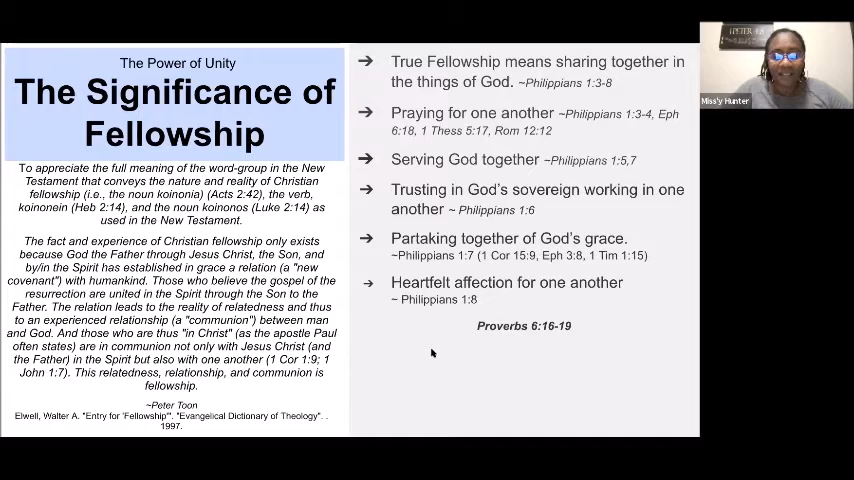 The Power of Unity
The Significance of
Fellowship
To appreciate the full meaning of the word-group in the New
Testament that conveys the nature and reality of Christian
fellowship (i.e., the noun koinonia) (Acts 2:42), the verb,
koinonein (Heb 2:14), and the noun koinonos (Luke 2:14) as
used in the New Testament.
The fact and experience of Christian fellowship only exists
because God the Father through Jesus Christ, the Son, and
by/in the Spirit has established in grace a relation (a "new
covenant") with humankind. Those who believe the gospel of the
resurrection are united in the Spirit through the Son to the
Father. The relation leads to the reality of relatedness and thus
to an experienced relationship (a "communion") between man
and God. And those who are thus "in Christ" (as the apostle Paul
often states) are in communion not only with Jesus Christ (and
the Father) in the Spirit but also with one another (1 Cor 1:9; 1
John 1:7). This relatedness, relationship, and communion is
fellowship.
~Peter Toon
Elwell, Walter A. "Entry for 'Fellowship'". "Evangelical Dictionary of Theology". .
1997.
➔ True Fellowship means sharing together in
the things of God. ~Philippians 1:3-8
➔ Praying for one another ~Philippians 1:3-4, Eph
6:18, 1 Thess 5:17, Rom 12:12
➔ Serving God together ~Philippians 1:5,7
➔ Trusting in God's sovereign working in one
another ~ Philippians 1:6
➔ Partaking together of God's grace.
~Philippians 1:7 (1 Cor 15:9, Eph 3:8, 1 Tim 1:15)
➔ Heartfelt affection for one another
~ Philippians 1:8
Proverbs 6:16-19
I PETER 4:8
Miss'y Hunter